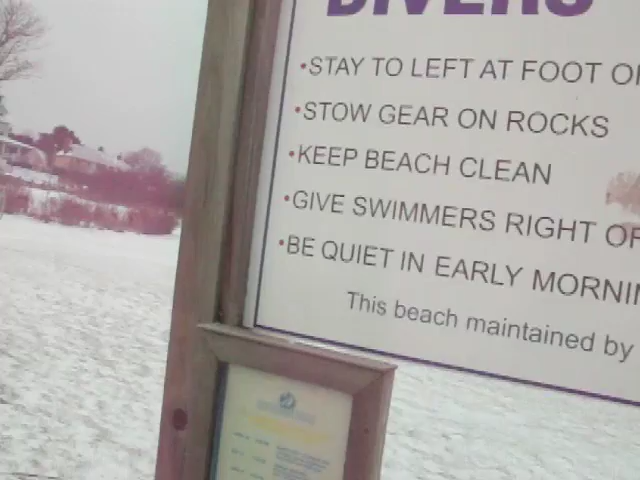 DIVERS
•STAY TO LEFT AT FOOT OF
•STOW GEAR ON ROCKS
•KEEP BEACH CLEAN
•GIVE SWIMMERS RIGHT OF
•BE QUIET IN EARLY MORNIN
This beach maintained by